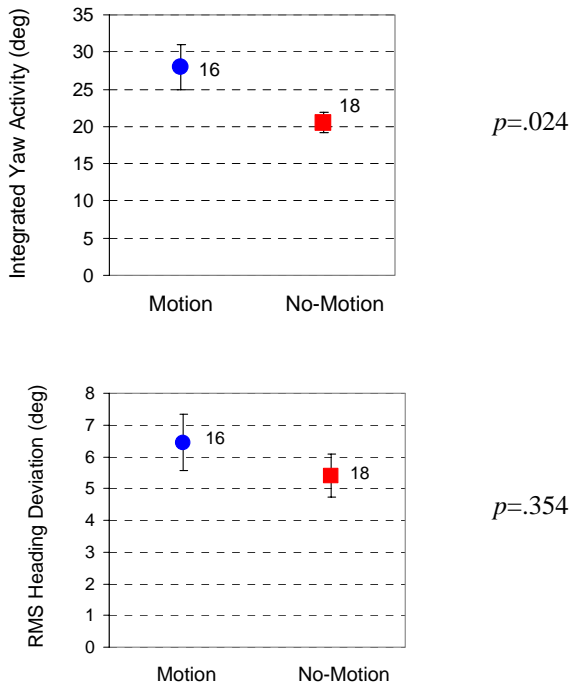 Integrated Yaw Activity (deg)
35
30
25
20
15
10
5
0
16
18
Motion
No-Motion
p=.024
RMS Heading Deviation (deg)
8
7
6
5
4
3
2
1
0
16
18
Motion
No-Motion
p=.354